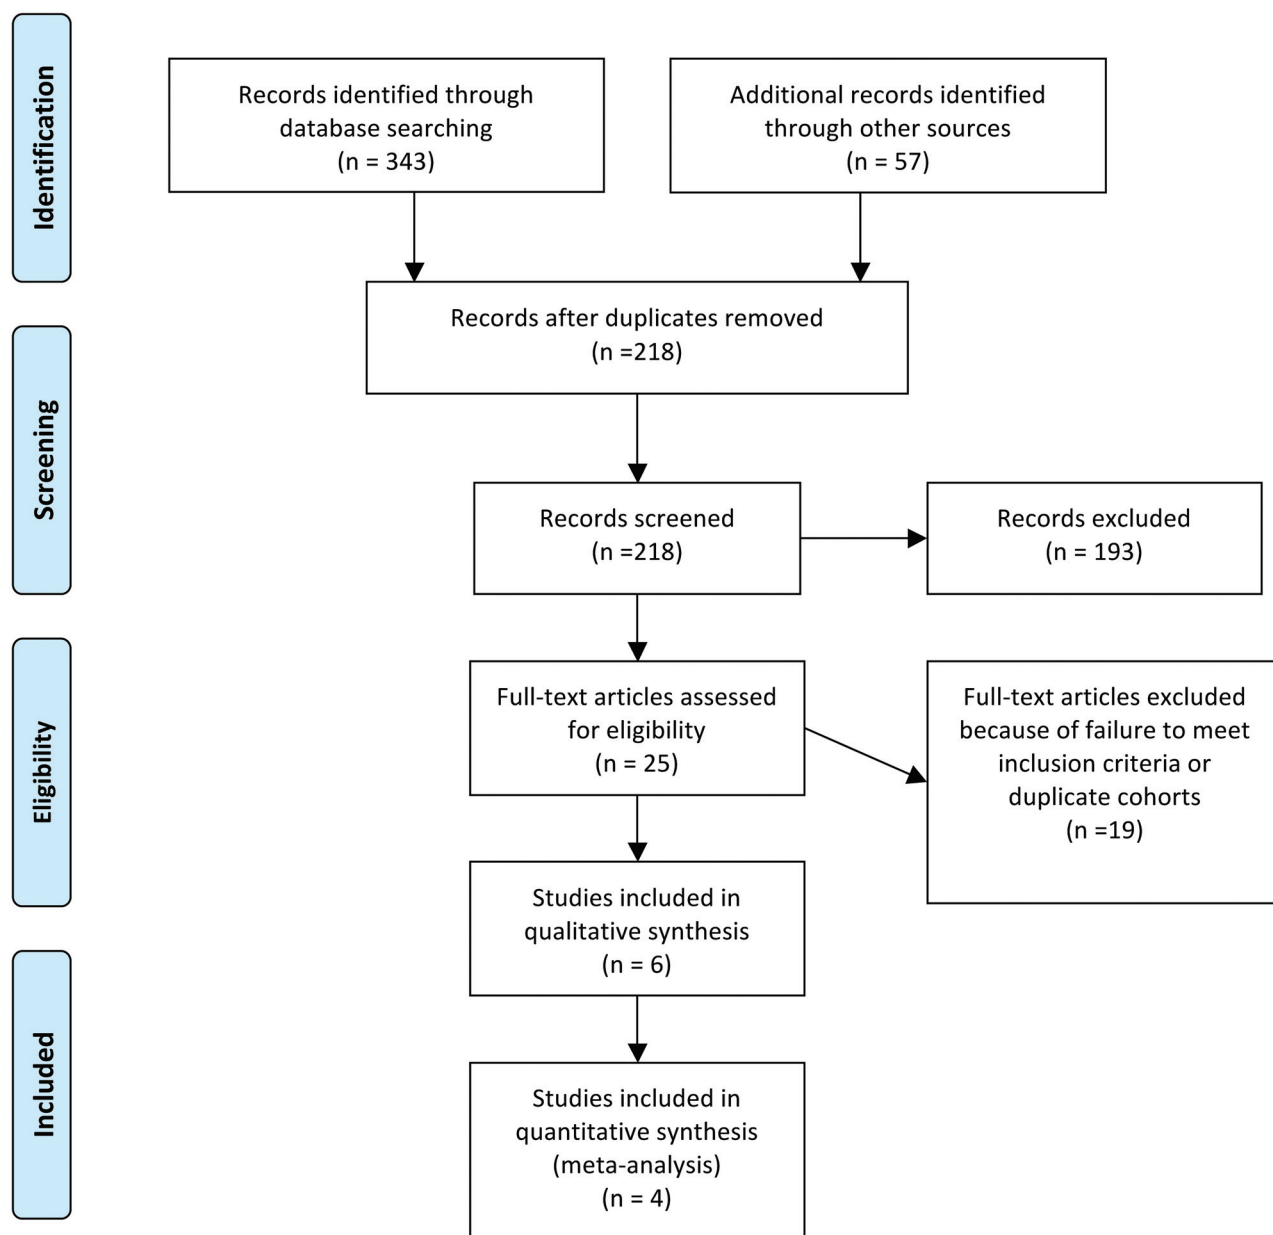 Identification
Records identified through
database searching
(n = 343)
Additional records identified
through other sources
(n = 57)
Records after duplicates removed
(n =218)
Screening
Records screened
(n =218)
Records excluded
(n = 193)
Eligibility
Full-text articles assessed
for eligibility
(n = 25)
Full-text articles excluded
because of failure to meet
inclusion criteria or
duplicate cohorts
(n =19)
Studies included in
qualitative synthesis
(n = 6)
Included
Studies included in
quantitative synthesis
(meta-analysis)
(n = 4)